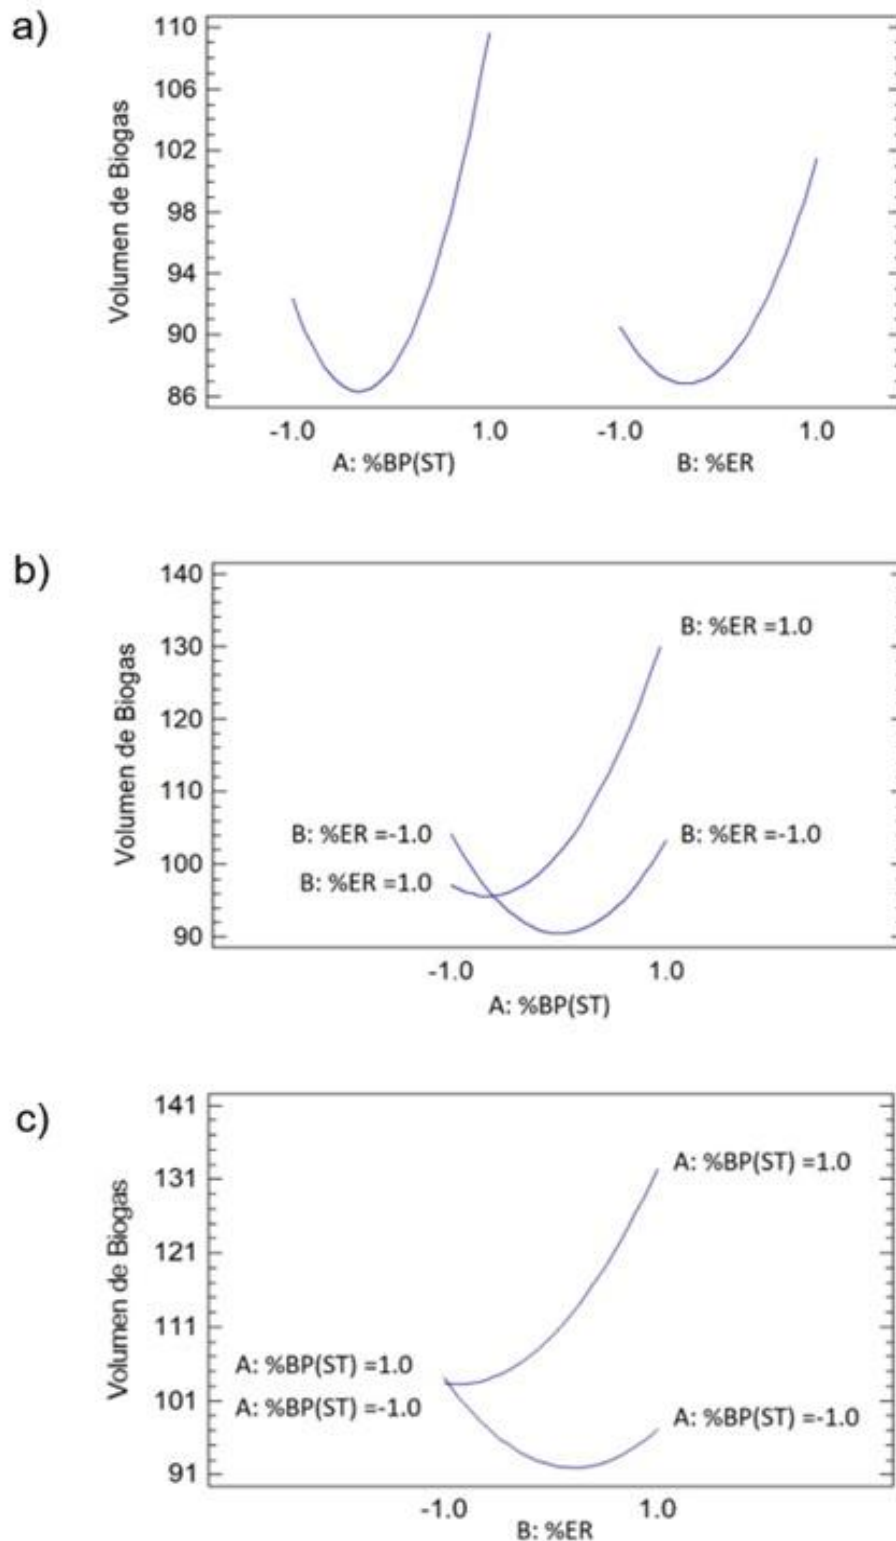 a)
Volumen de Biogas
110
106
102
98
94
90
86
-1.0 1.0 -1.0 1.0
A: %BP(ST) B: %ER
b)
Volumen de Biogas
140
130
120
110
100
90
B: %ER =1.0
B: %ER =-1.0 B: %ER =-1.0
B: %ER =1.0
-1.0 1.0
A: %BP(ST)
c)
Volumen de Biogas
141
131
121
111
101
91
A: %BP(ST) =1.0
A: %BP(ST) =1.0
A: %BP(ST) =-1.0 A: %BP(ST) =-1.0
-1.0 1.0
B: %ER